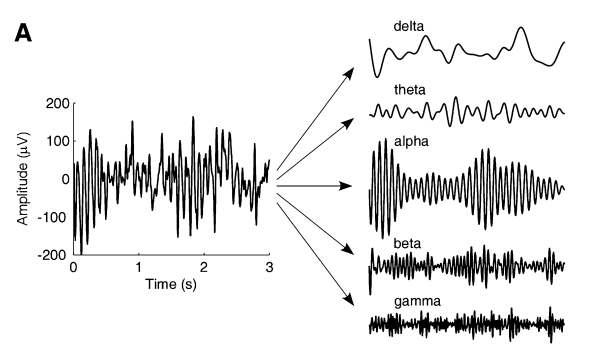 A
Amplitude (μV)
200
100
0
-100
-200
0
1
2
3
Time (s)
delta
theta
alpha
beta
gamma